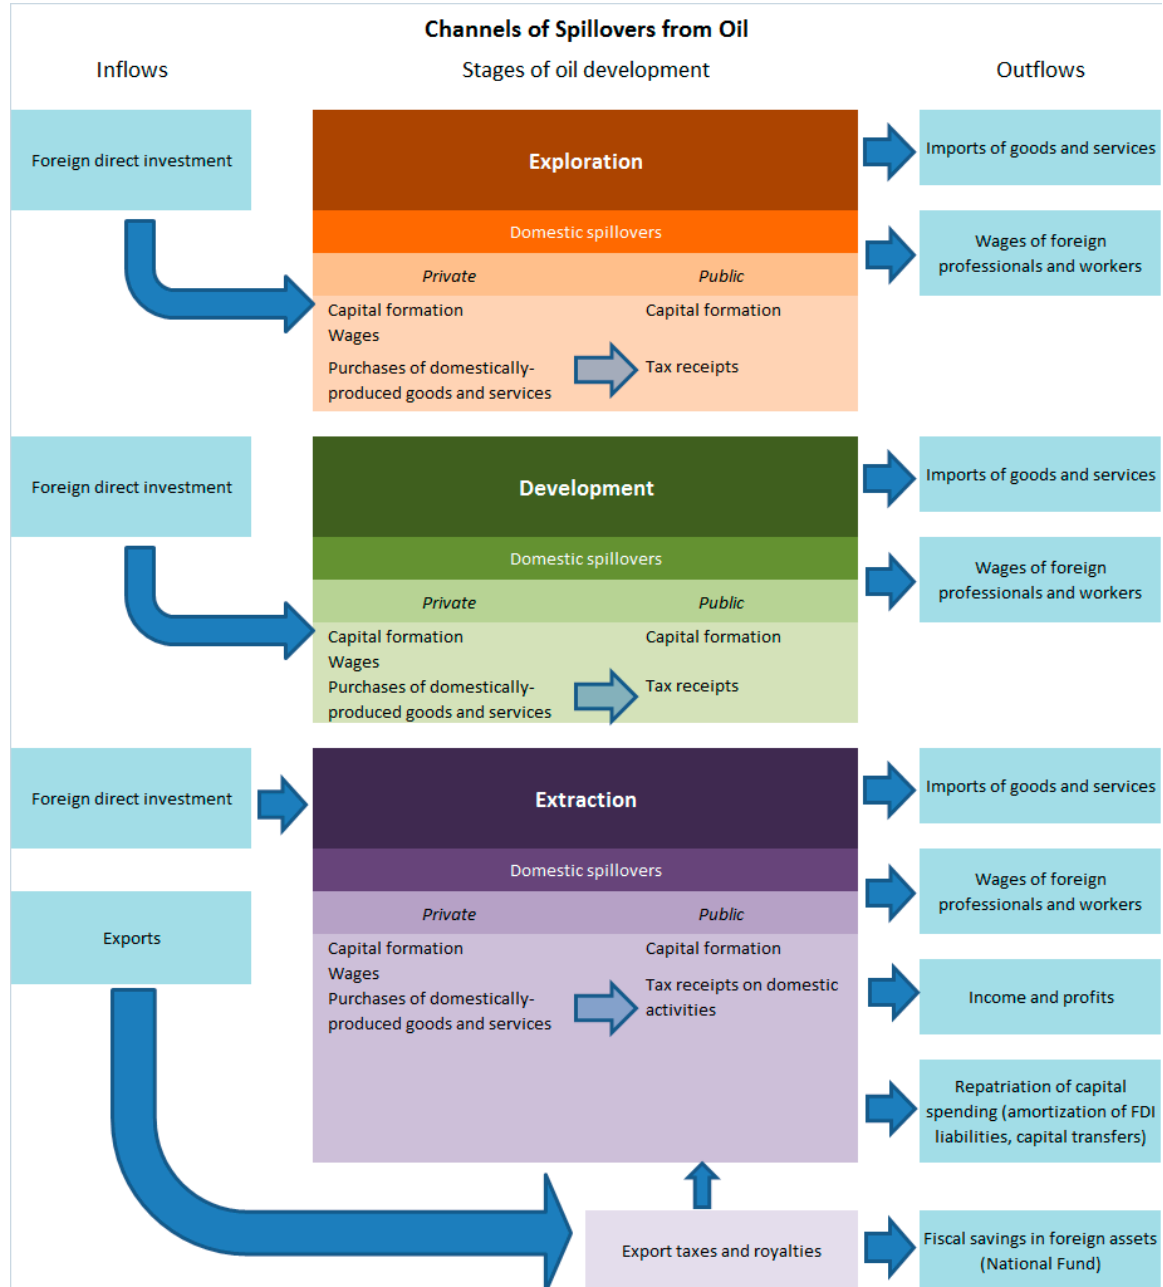 Channels of Spillovers from Oil
Inflows
Stages of oil development
Outflows
Foreign direct investment
Exploration
Imports of goods and services
Domestic spillovers
Wages of foreign
professionals and workers
Private
Public
Capital formation
Wages
Purchases of domestically-
produced goods and services
Capital formation
Tax receipts
Foreign direct investment
Development
Imports of goods and services
Domestic spillovers
Wages of foreign
professionals and workers
Private
Public
Capital formation
Wages
Purchases of domestically-
produced goods and services
Capital formation
Tax receipts
Foreign direct investment
Extraction
Imports of goods and services
Domestic spillovers
Wages of foreign
professionals and workers
Exports
Private
Public
Capital formation
Wages
Purchases of domestically-
produced goods and services
Capital formation
Tax receipts on domestic
activities
Income and profits
Repatriation of capital
spending (amortization of FDI
liabilities, capital transfers)
Export taxes and royalties
Fiscal savings in foreign assets
(National Fund)